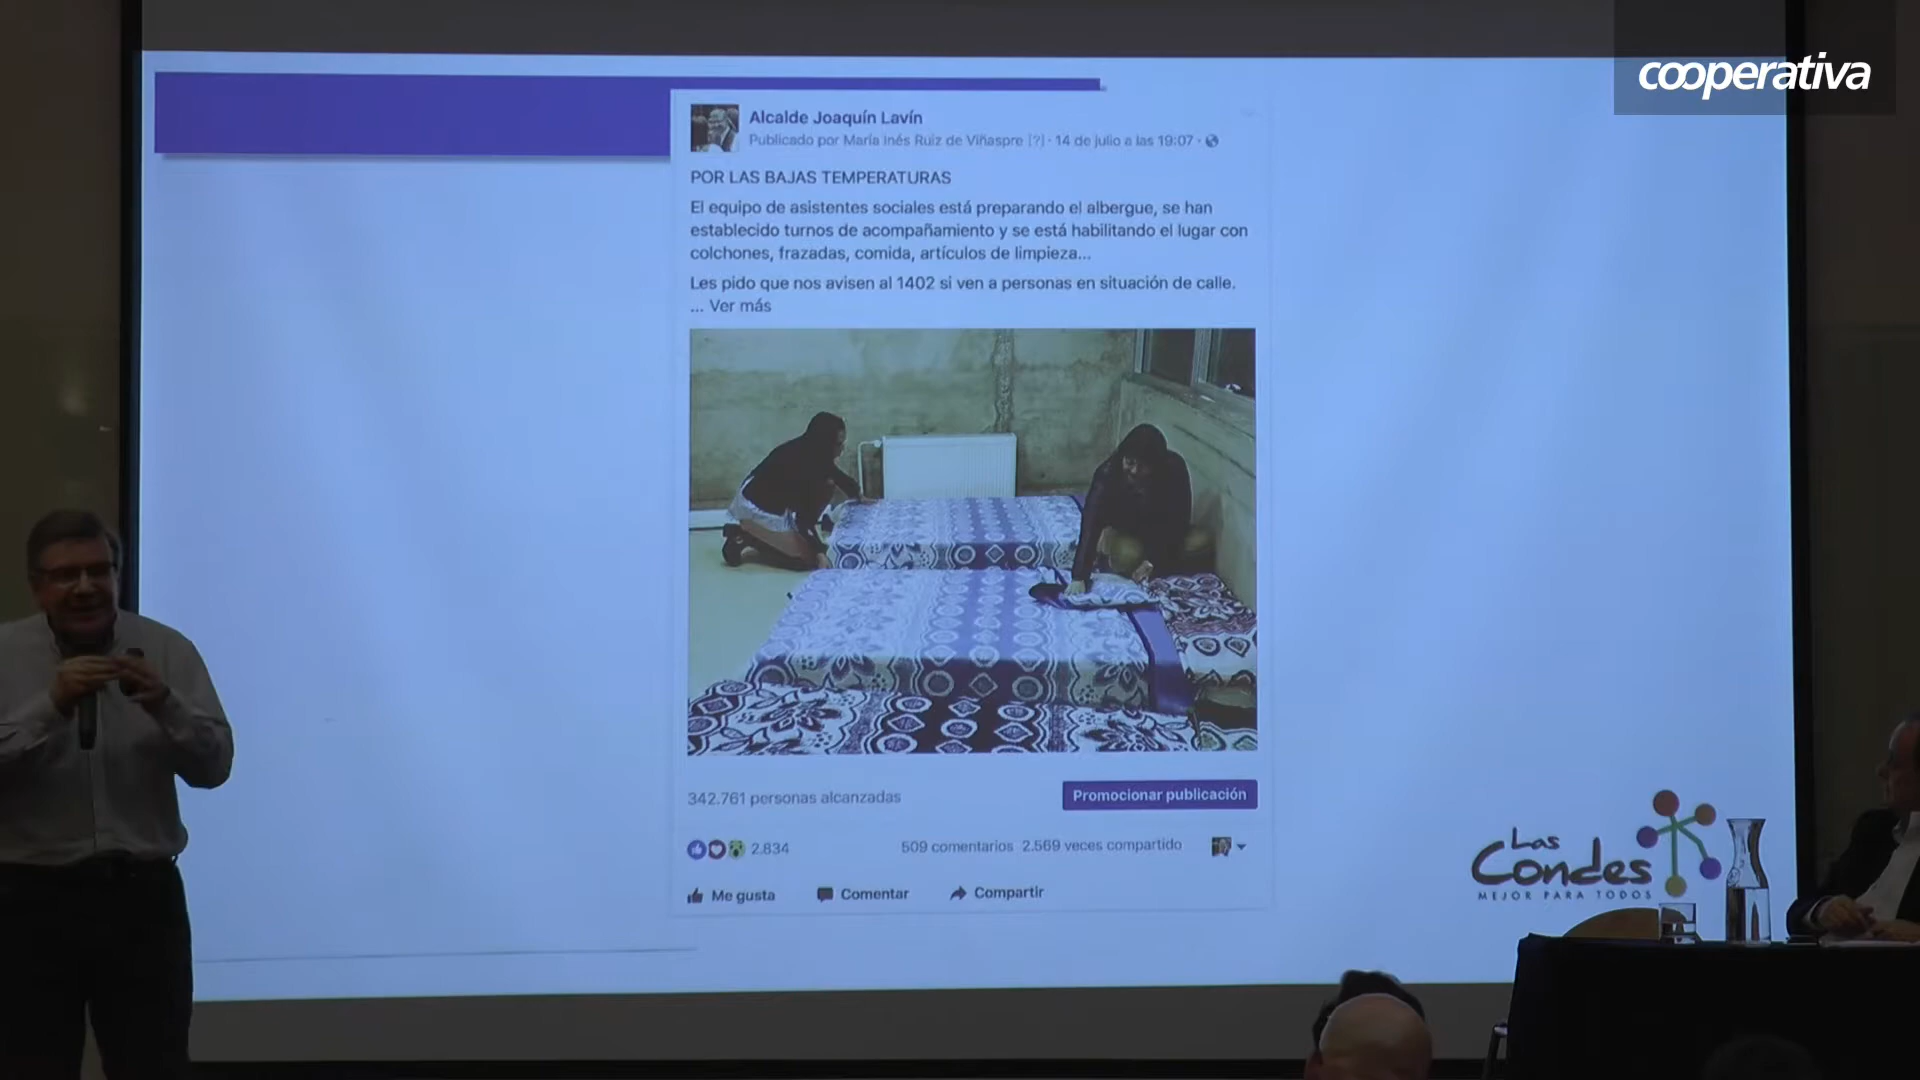 cooperativa
Alcalde Joaquín Lavín
Publicado por María Inés Ruiz de Viñaspre [?] · 14 de julio a las 19:07 ·
POR LAS BAJAS TEMPERATURAS
El equipo de asistentes sociales está preparando el albergue, se han
establecido turnos de acompañamiento y se está habilitando el lugar con
colchones, frazadas, comida, artículos de limpieza...
Les pido que nos avisen al 1402 si ven a personas en situación de calle.
... Ver más
342.761 personas alcanzadas
Promocionar publicación
2.834
509 comentarios 2.569 veces compartido
Me gusta Comentar Compartir
Las
Condes
MEJOR PARA TODOS